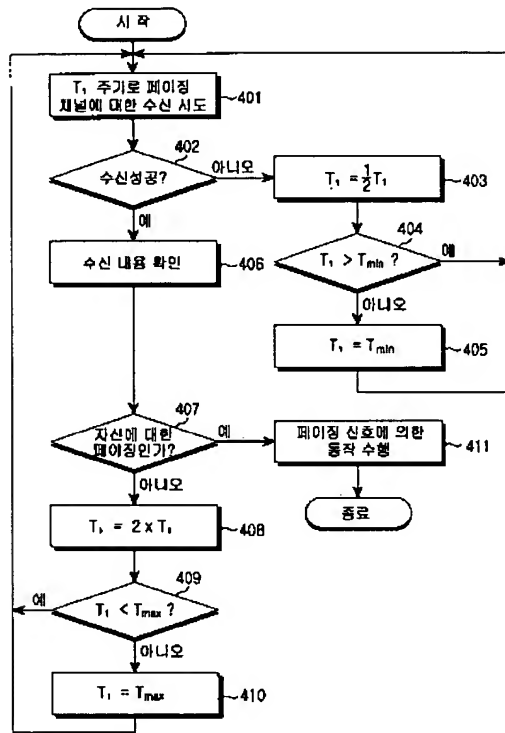 시 작
T₁ 주기로 페이징
채널에 대한 수신 시도
401
402
수신성공?
아니오
예
T₁ = 1/2 T₁
403
404
T₁ > Tmin ?
예
아니오
T₁ = Tmin
405
수신 내용 확인
406
407
자신에 대한
페이징인가?
예
아니오
페이징 신호에 의한
동작 수행
411
종료
T₁ = 2 x T₁
408
409
T₁ < Tmax ?
예
아니오
T₁ = Tmax
410